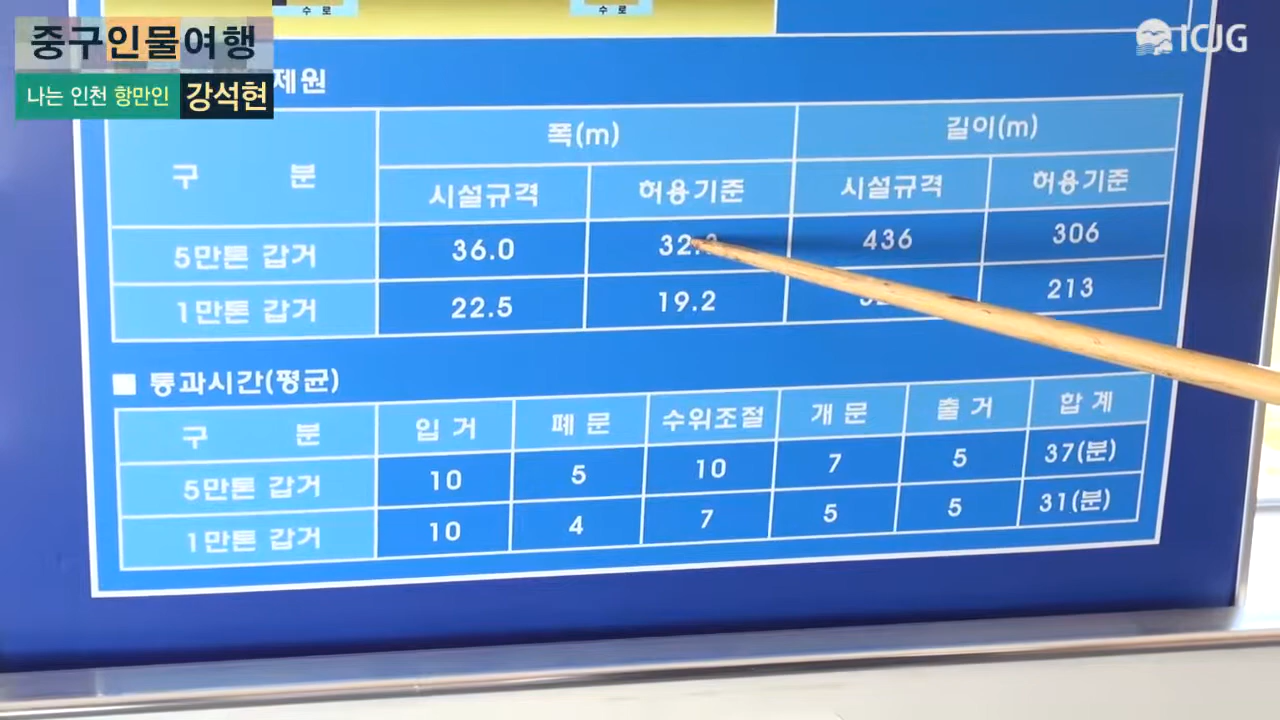 수 로
수 로
중구인물여행
ICJG
나는 인천 항만인 강석현
제원
구 분 폭(m) 길이(m)
시설규격 허용기준 시설규격 허용기준
5만톤 갑거 36.0 436 306
1만톤 갑거 22.5 19.2 213
■ 통과시간(평균)
구 분 입 거 폐 문 수위조절 개 문 출 거 합 계
5만톤 갑거 10 5 10 7 5 37(분)
1만톤 갑거 10 4 7 5 5 31(분)